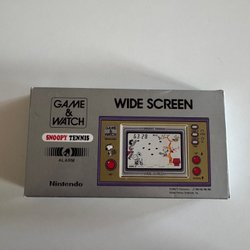 GAME
&
WATCH
WIDE SCREEN
SNOOPY TENNIS
ALARM
Nintendo